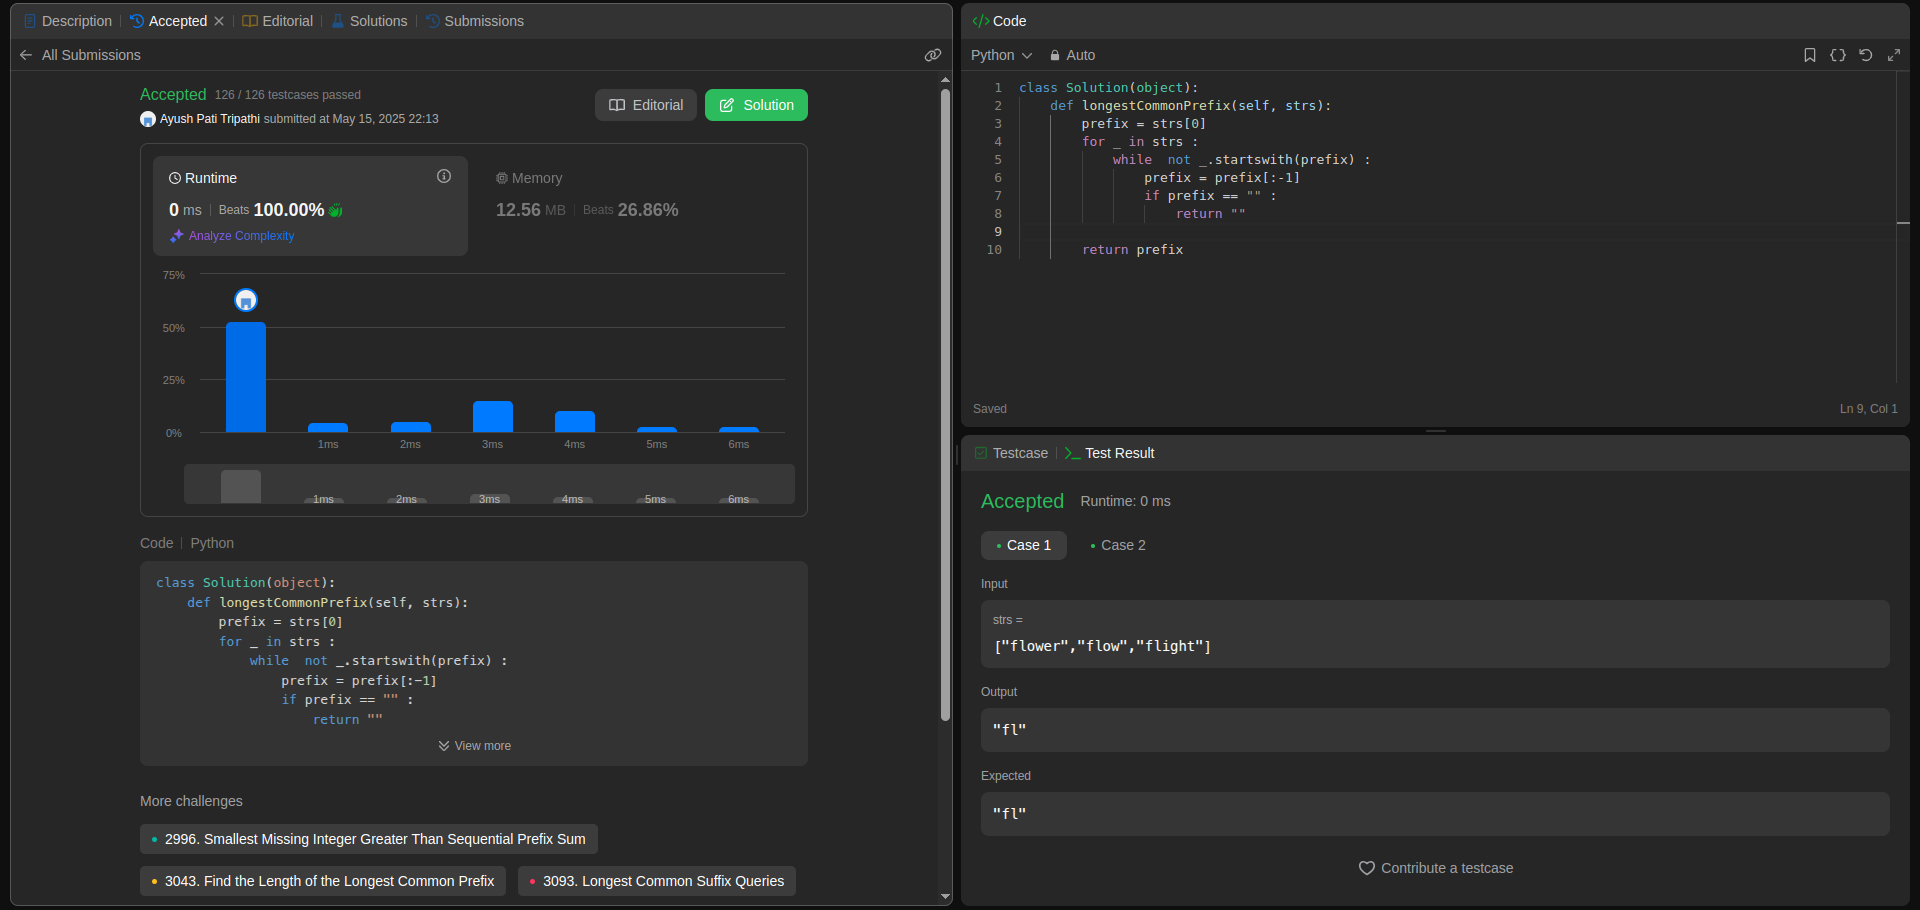 Description | Accepted | Editorial | Solutions | Submissions
All Submissions
Accepted 126 / 126 testcases passed
Ayush Pati Tripathi submitted at May 15, 2025 22:13
Editorial
Solution
Runtime
0 ms | Beats 100.00%
Analyze Complexity
Memory
12.56 MB | Beats 26.86%
75%
50%
25%
0%
1ms 2ms 3ms 4ms 5ms 6ms
1ms 2ms 3ms 4ms 5ms 6ms
Code | Python
class Solution(object):
    def longestCommonPrefix(self, strs):
        prefix = strs[0]
        for _ in strs :
            while  not _.startswith(prefix) :
                prefix = prefix[:-1]
                if prefix == "" :
                    return ""
View more
More challenges
2996. Smallest Missing Integer Greater Than Sequential Prefix Sum
3043. Find the Length of the Longest Common Prefix
3093. Longest Common Suffix Queries
</> Code
Python Auto
1 class Solution(object):
2     def longestCommonPrefix(self, strs):
3         prefix = strs[0]
4         for _ in strs :
5             while  not _.startswith(prefix) :
6                 prefix = prefix[:-1]
7                 if prefix == "" :
8                     return ""
9
10         return prefix
Saved
Ln 9, Col 1
Testcase | Test Result
Accepted Runtime: 0 ms
Case 1
Case 2
Input
strs =
["flower","flow","flight"]
Output
"fl"
Expected
"fl"
Contribute a testcase